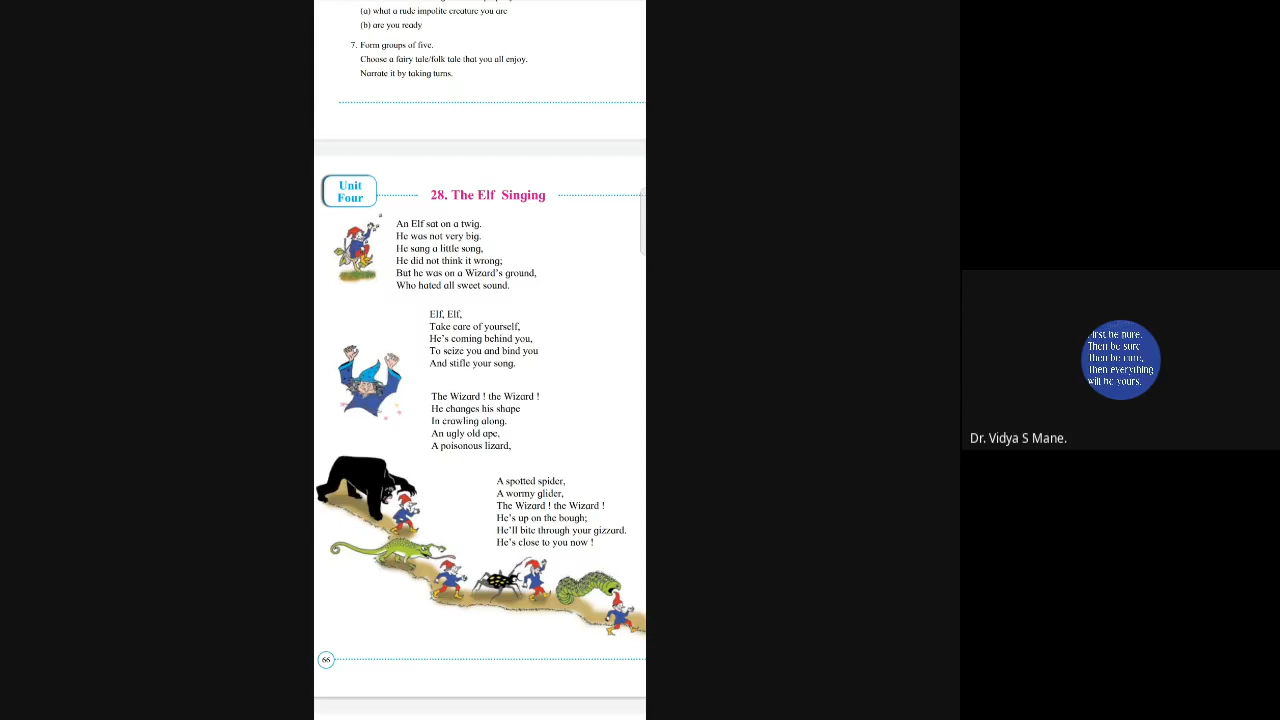 (a) what a rude impolite creature you are
(b) are you ready
7. Form groups of five.
Choose a fairy tale/folk tale that you all enjoy.
Narrate it by taking turns.
Unit
Four
28. The Elf Singing
An Elf sat on a twig.
He was not very big.
He sang a little song,
He did not think it wrong;
But he was on a Wizard's ground,
Who hated all sweet sound.
Elf, Elf,
Take care of yourself,
He's coming behind you,
To seize you and bind you
And stifle your song.
The Wizard ! the Wizard !
He changes his shape
In crawling along.
An ugly old ape,
A poisonous lizard,
A spotted spider,
A wormy glider,
The Wizard ! the Wizard !
He's up on the bough;
He'll bite through your gizzard.
He's close to you now !
66
First be pure.
Then be sure
Then be
Then everything
will be yours.
Dr. Vidya S Mane.